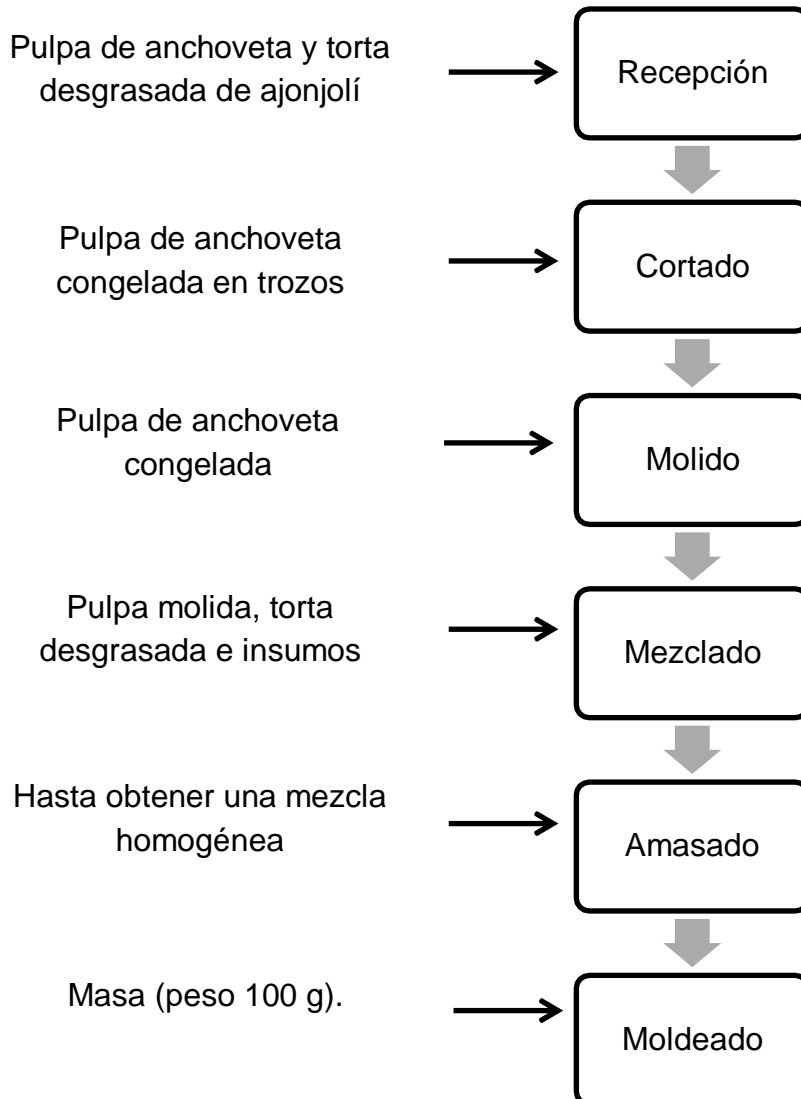 Pulpa de anchoveta y torta
desgrasada de ajonjolí
Recepción
Pulpa de anchoveta
congelada en trozos
Cortado
Pulpa de anchoveta
congelada
Molido
Pulpa molida, torta
desgrasada e insumos
Mezclado
Hasta obtener una mezcla
homogénea
Amasado
Masa (peso 100 g).
Moldeado